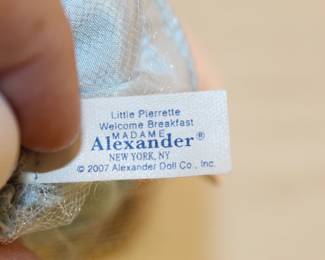 Little Pierrette
Welcome Breakfast
MADAME
Alexander®
NEW YORK, NY
© 2007 Alexander Doll Co., Inc.